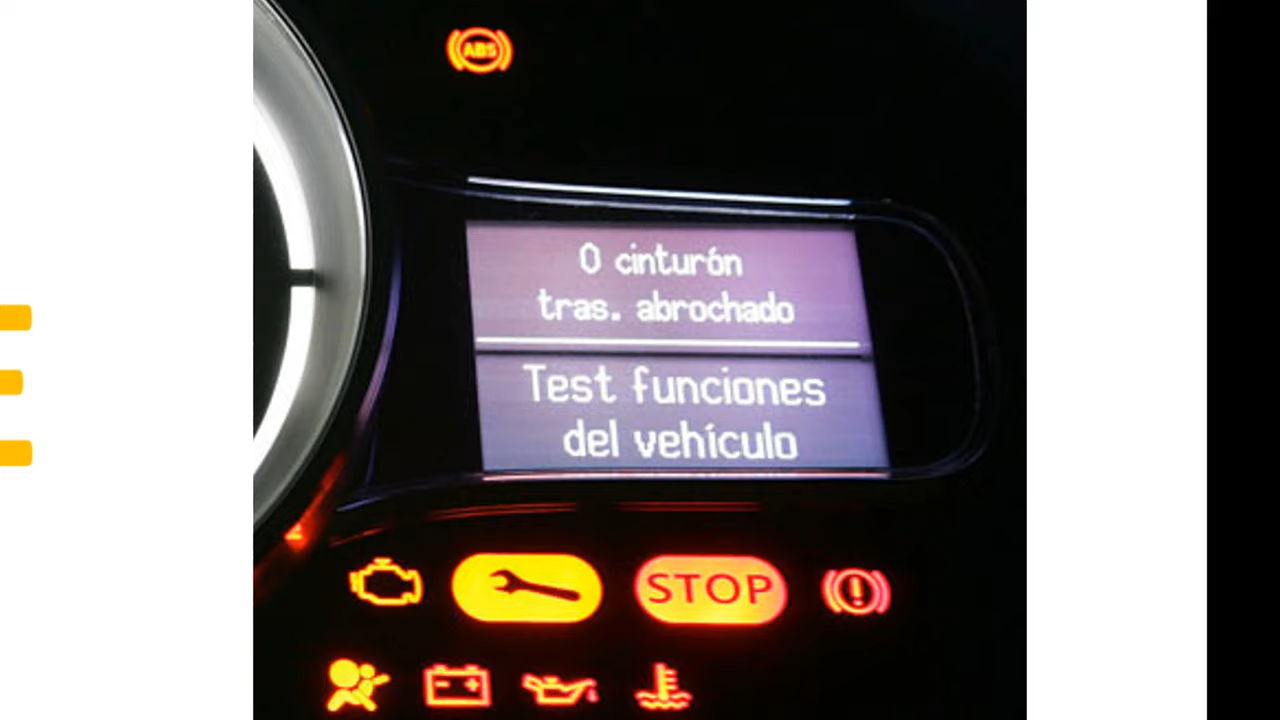 ABS
0 cinturón
tras. abrochado
Test funciones
del vehículo
STOP